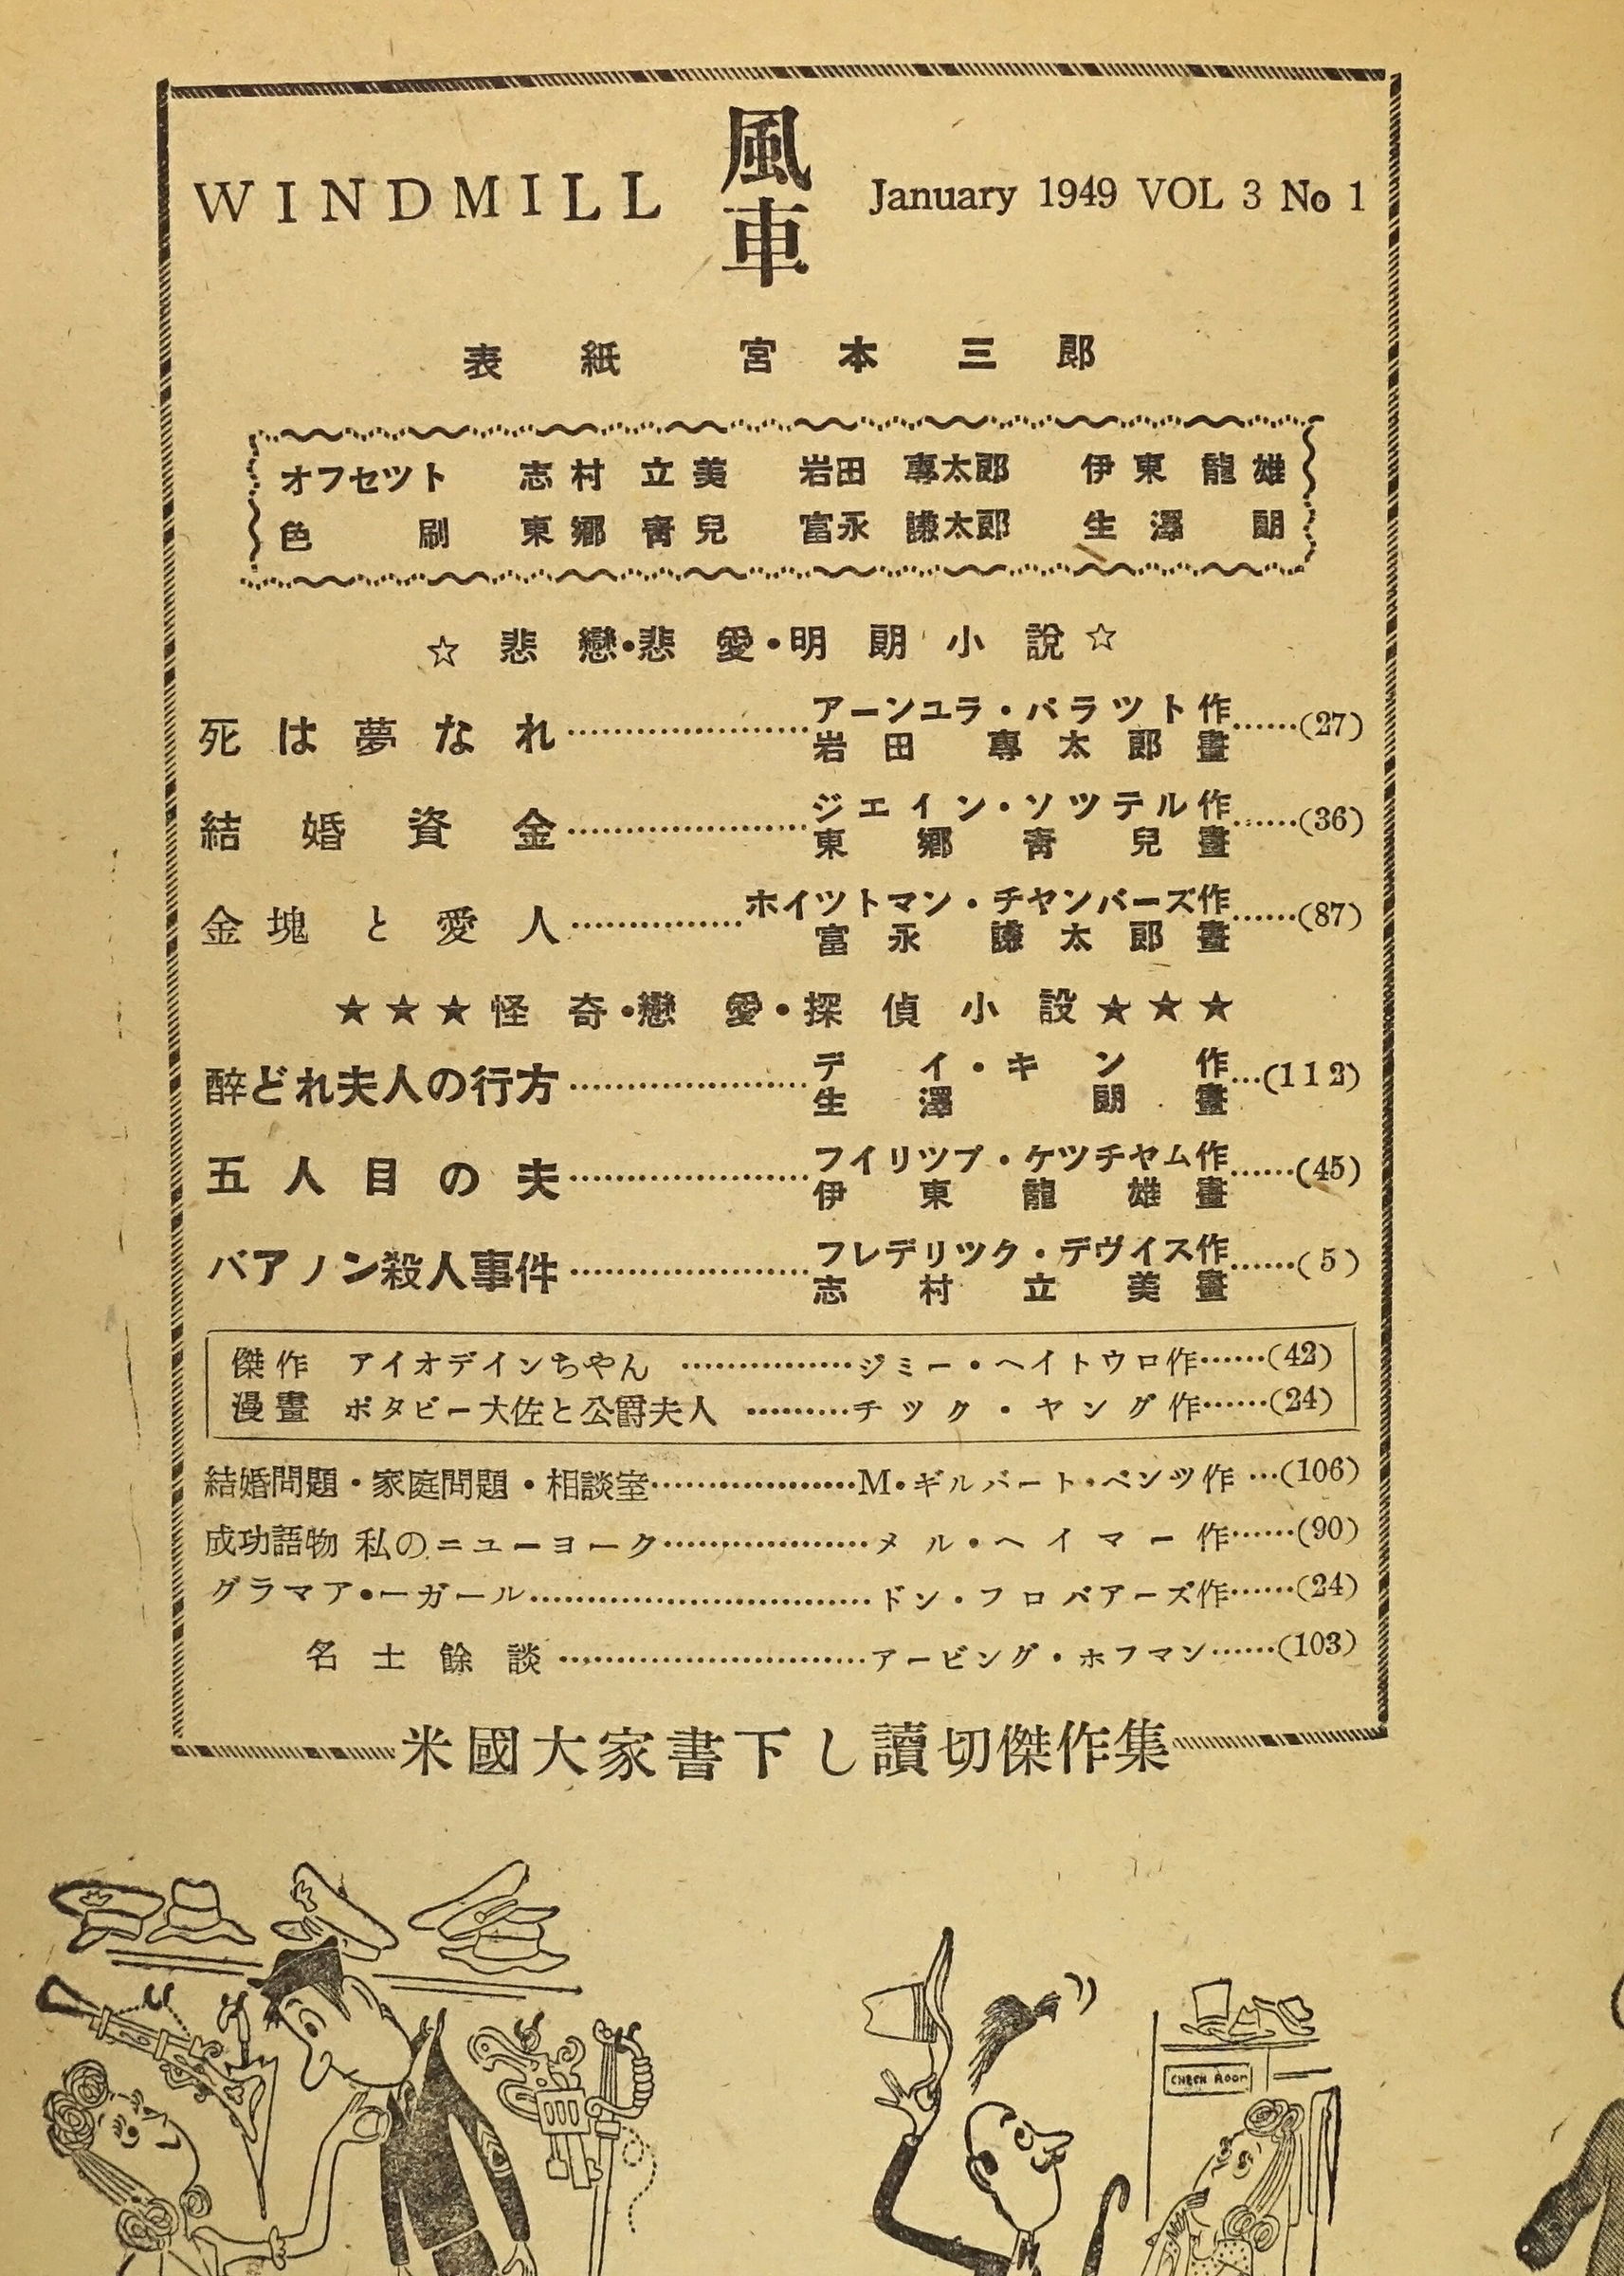 WINDMILL 風車 January 1949 VOL 3 No 1
表紙 宮本三郎
オフセツト 志村立美 岩田専太郎 伊東龍雄
色刷 東郷青兒 富永謙太郎 生澤朗
☆悲戀・悲愛・明朗小說☆
死は夢なれ……アーシユラ・パラツト作……(27)
岩田専太郎畫
結婚資金……ジエイン・ソツテル作……(36)
東郷青兒畫
金塊と愛人……ホイツトマン・チヤンバーズ作……(87)
富永謙太郎畫
★★★怪奇・戀愛・探偵小設★★★
醉どれ夫人の行方……デイ・キン作…(112)
生澤朗畫
五人目の夫……フイリツプ・ケツチヤム作……(45)
伊東龍雄畫
バアノン殺人事件……フレデリツク・デヴイス作……(5)
志村立美畫
傑作 アイオデインちやん……ジミー・ヘイトウロ作……(42)
漫畫 ポタビー大佐と公爵夫人……チツク・ヤング作……(24)
結婚問題・家庭問題・相談室……M・ギルバート・ベンツ作…(106)
成功語物 私のニューヨーク……メル・ヘイマー作……(90)
グラマア・ーガール……ドン・フロバアーズ作……(24)
名士餘談……アービング・ホフマン……(103)
米國大家書下し讀切傑作集
CHECK ROOM